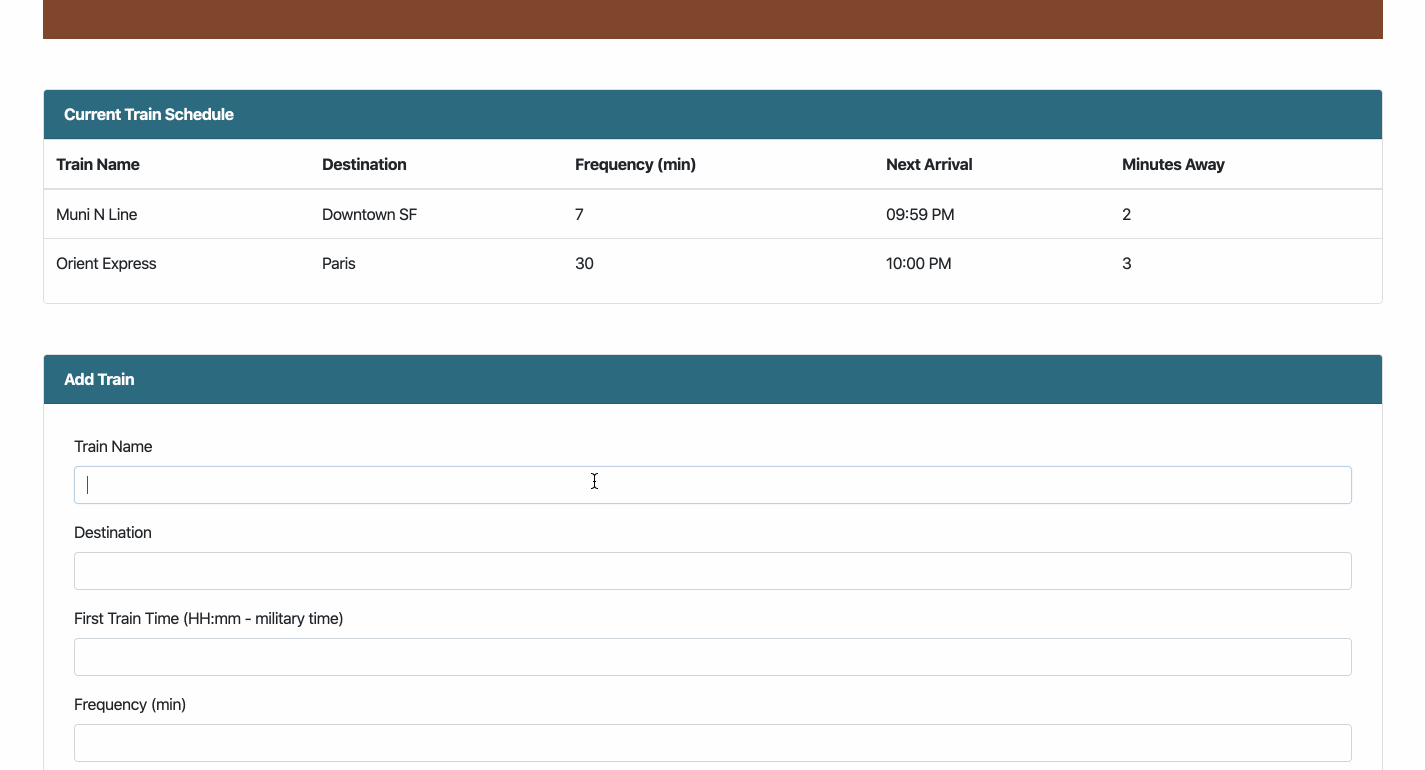 Current Train Schedule
Train Name Destination Frequency (min) Next Arrival Minutes Away
Muni N Line Downtown SF 7 09:59 PM 2
Orient Express Paris 30 10:00 PM 3
Add Train
Train Name
Destination
First Train Time (HH:mm - military time)
Frequency (min)